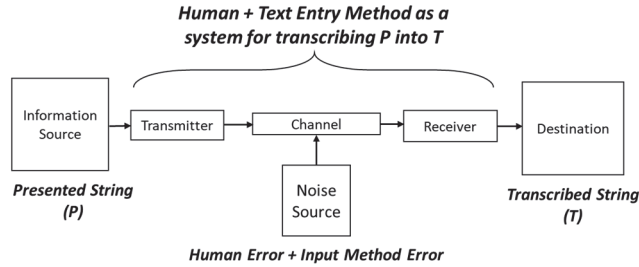 Human + Text Entry Method as a
system for transcribing P into T
Information
Source
Transmitter
Channel
Receiver
Destination
Presented String
(P)
Noise
Source
Transcribed String
(T)
Human Error + Input Method Error